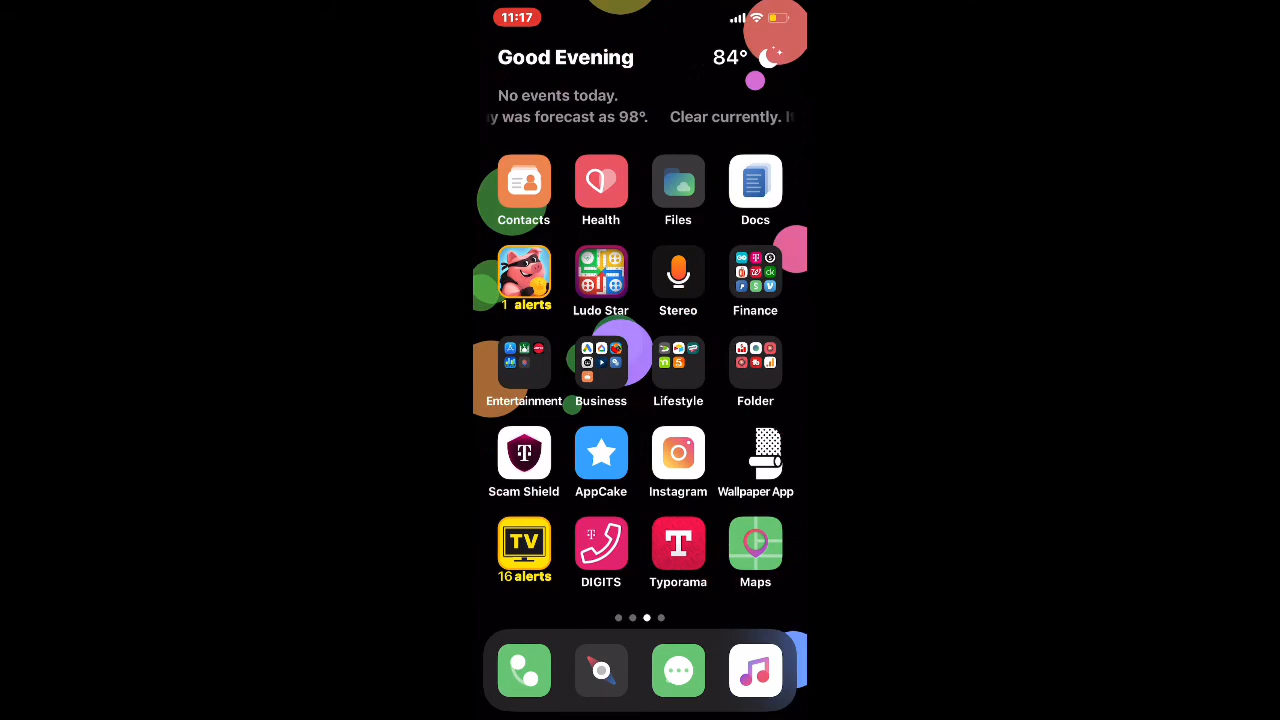 11:17
Good Evening 84°
No events today.
y was forecast as 98°. Clear currently. I
Contacts Health Files Docs
1 alerts Ludo Star Stereo Finance
Entertainment Business Lifestyle Folder
T
Scam Shield AppCake Instagram Wallpaper App
TV T T
16 alerts DIGITS Typorama Maps